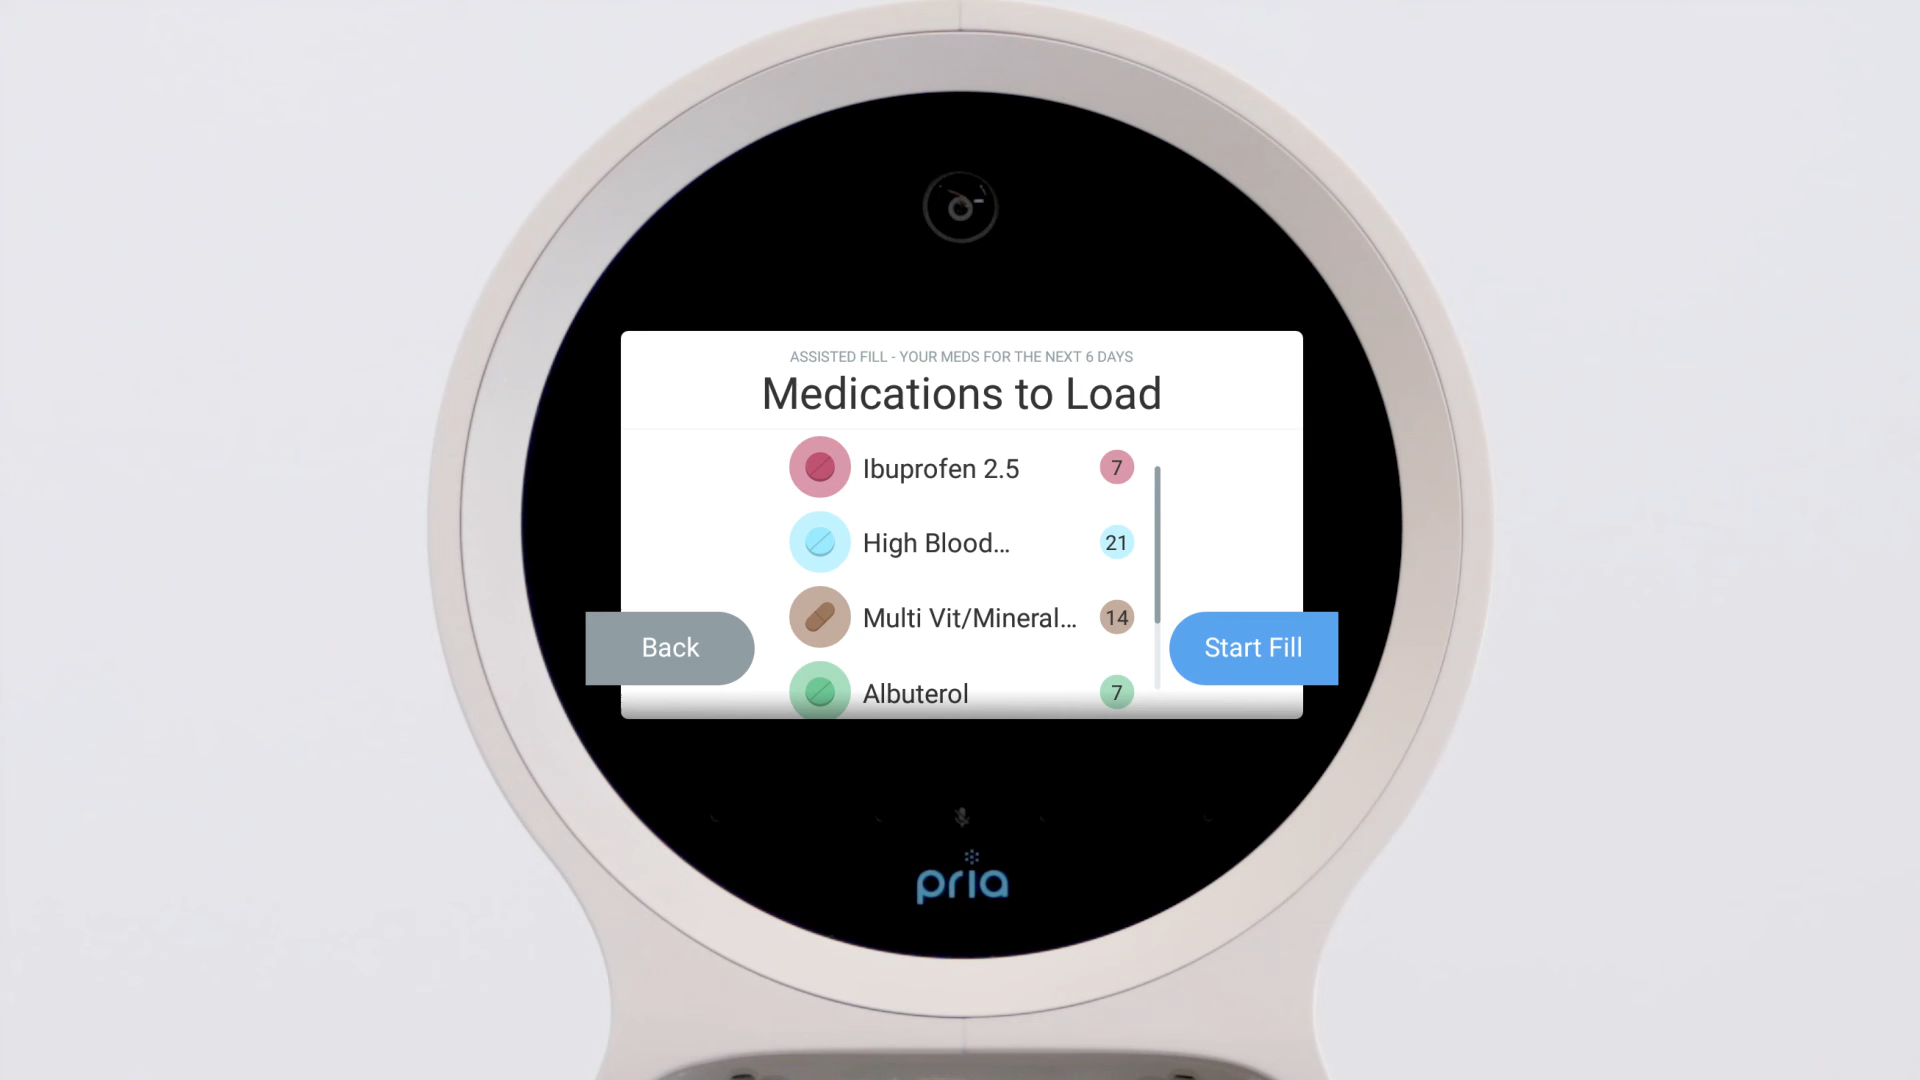 ASSISTED FILL - YOUR MEDS FOR THE NEXT 6 DAYS
Medications to Load
Ibuprofen 2.5 7
High Blood... 21
Multi Vit/Mineral... 14
Albuterol 7
Back
Start Fill
pria